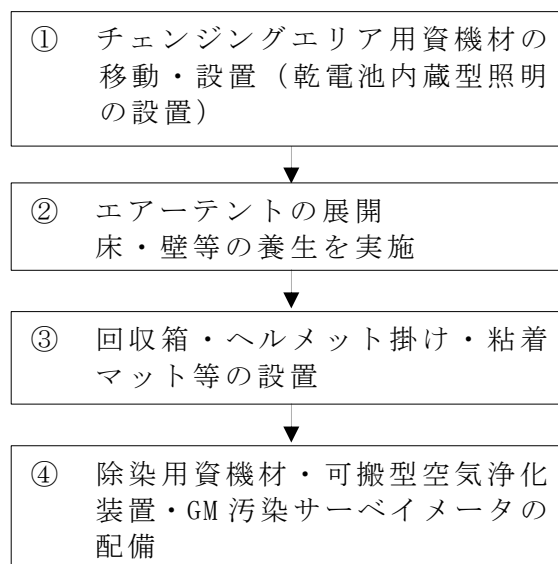 ① チェンジングエリア用資機材の
移動・設置（乾電池内蔵型照明
の設置）
② エアーテントの展開
床・壁等の養生を実施
③ 回収箱・ヘルメット掛け・粘着
マット等の設置
④ 除染用資機材・可搬型空気浄化
装置・GM汚染サーベイメータの
配備